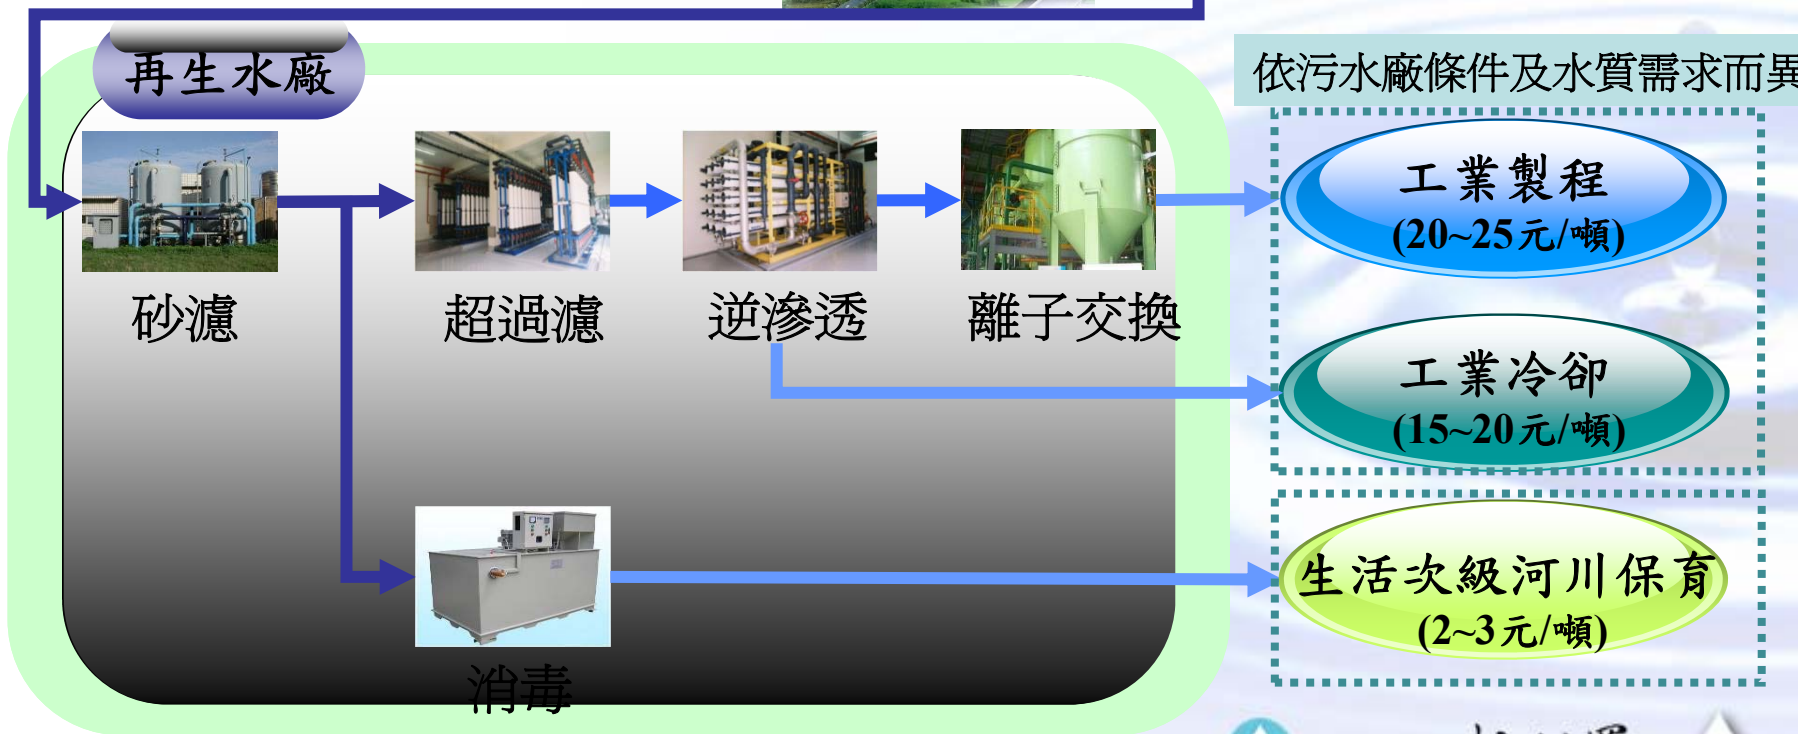 再生水廠
依污水廠條件及水質需求而異
砂濾
超過濾
逆滲透
離子交換
工業製程
(20~25元/噸)
工業冷卻
(15~20元/噸)
消毒
生活次級河川保育
(2~3元/噸)